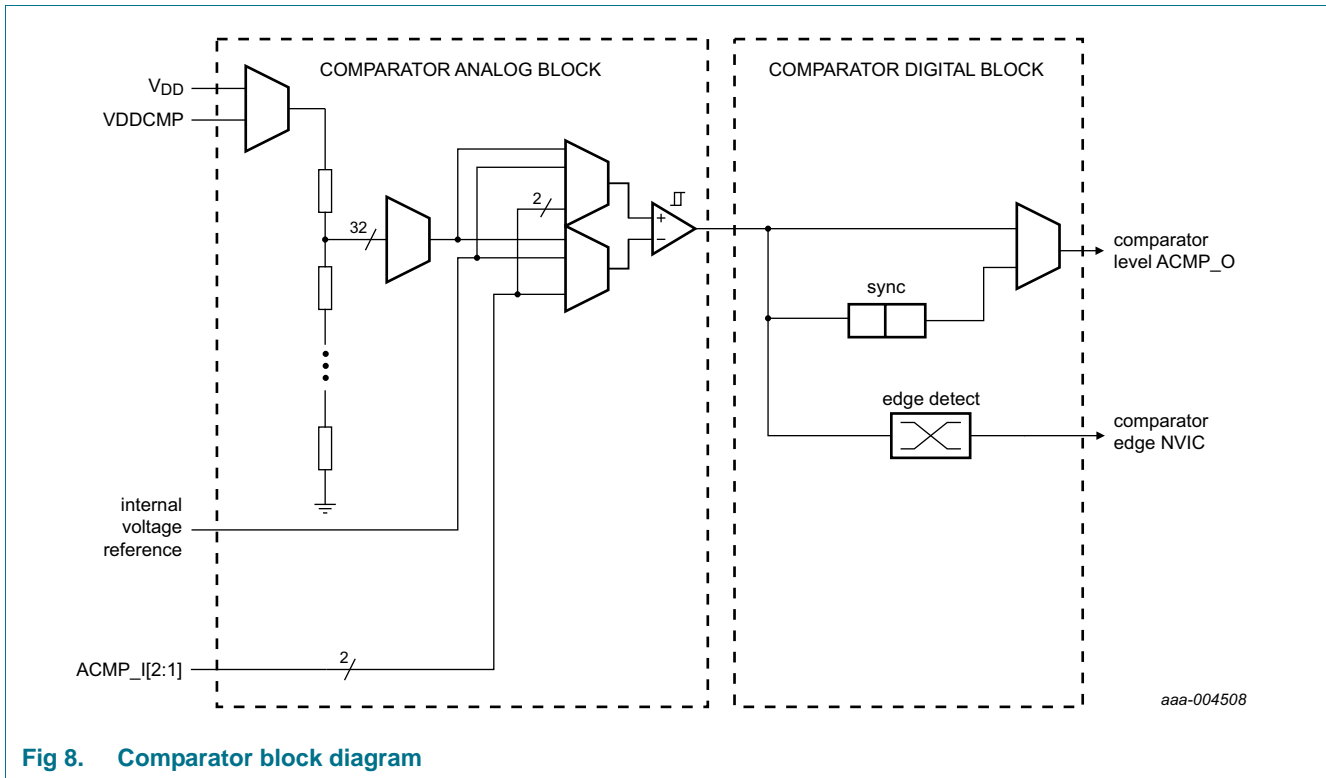 COMPARATOR ANALOG BLOCK
COMPARATOR DIGITAL BLOCK
VDD
VDDCMP
32
2
+
−
sync
comparator
level ACMP_O
edge detect
comparator
edge NVIC
internal
voltage
reference
ACMP_I[2:1]
2
aaa-004508
Fig 8. Comparator block diagram